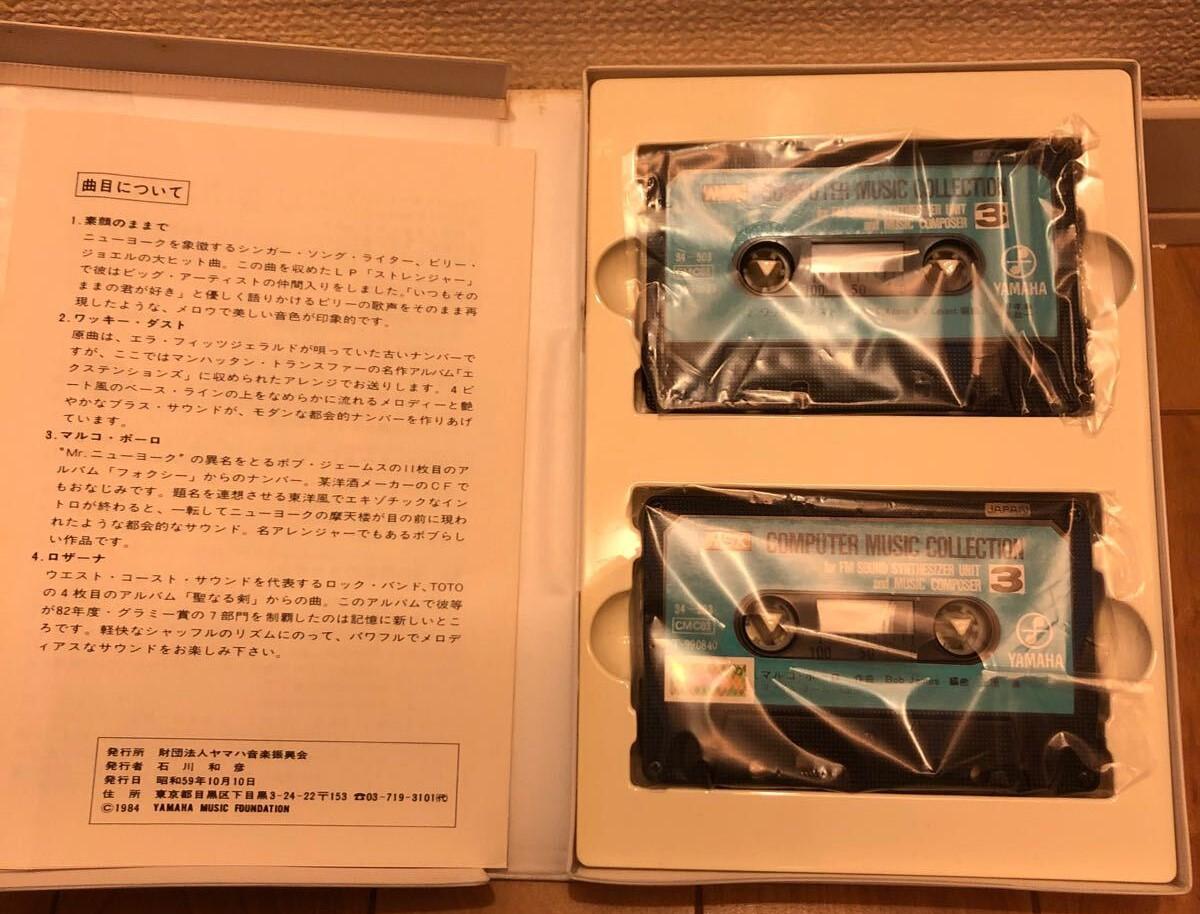 曲目について
1.素顔のままで
ニューヨークを象徴するシンガー・ソング・ライター、ビリー・
ジョエルの大ヒット曲。この曲を収めたLP「ストレンジャー」
で彼はビッグ・アーティストの仲間入りをしました。「いつもその
ままの君が好き」と優しく語りかけるビリーの歌声をそのまま再
現したような、メロウで美しい音色が印象的です。
2.ワッキー・ダスト
原曲は、エラ・フィッツジェラルドが唄っていた古いナンバーで
すが、ここではマンハッタン・トランスファーの名作アルバム「エ
クステンションズ」に収められたアレンジでお送りします。4ビ
ート風のベース・ラインの上をなめらかに流れるメロディーと艶
やかなブラス・サウンドが、モダンな都会的ナンバーを作りあげ
ています。
3.マルコ・ポーロ
"Mr.ニューヨーク"の異名をとるボブ・ジェームスの11枚目のア
ルバム「フォクシー」からのナンバー。某洋酒メーカーのCFで
もおなじみです。題名を連想させる東洋風でエキゾチックなイン
トロが終わると、一転してニューヨークの摩天楼が目の前に現わ
れたような都会的なサウンド。名アレンジャーでもあるボブらし
い作品です。
4.ロザーナ
ウエスト・コースト・サウンドを代表するロック・バンド、TOTO
の4枚目のアルバム「聖なる剣」からの曲。このアルバムで彼等
が82年度・グラミー賞の7部門を制覇したのは記憶に新しいとこ
ろです。軽快なシャッフルのリズムにのって、パワフルでメロデ
ィアスなサウンドをお楽しみ下さい。
発行所 財団法人ヤマハ音楽振興会
発行者 石川和彦
発行日 昭和59年10月10日
住所 東京都目黒区下目黒3-24-22〒153 ☎03-719-3101㈹
©1984 YAMAHA MUSIC FOUNDATION
COMPUTER MUSIC COLLECTION
SYNTHESIZER UNIT
and MUSIC COMPOSER 3
100 50
YAMAHA
JAPAN
MSX COMPUTER MUSIC COLLECTION
for FM SOUND SYNTHESIZER UNIT
and MUSIC COMPOSER 3
CMC03
100 50
YAMAHA
作曲 Bob James 編曲